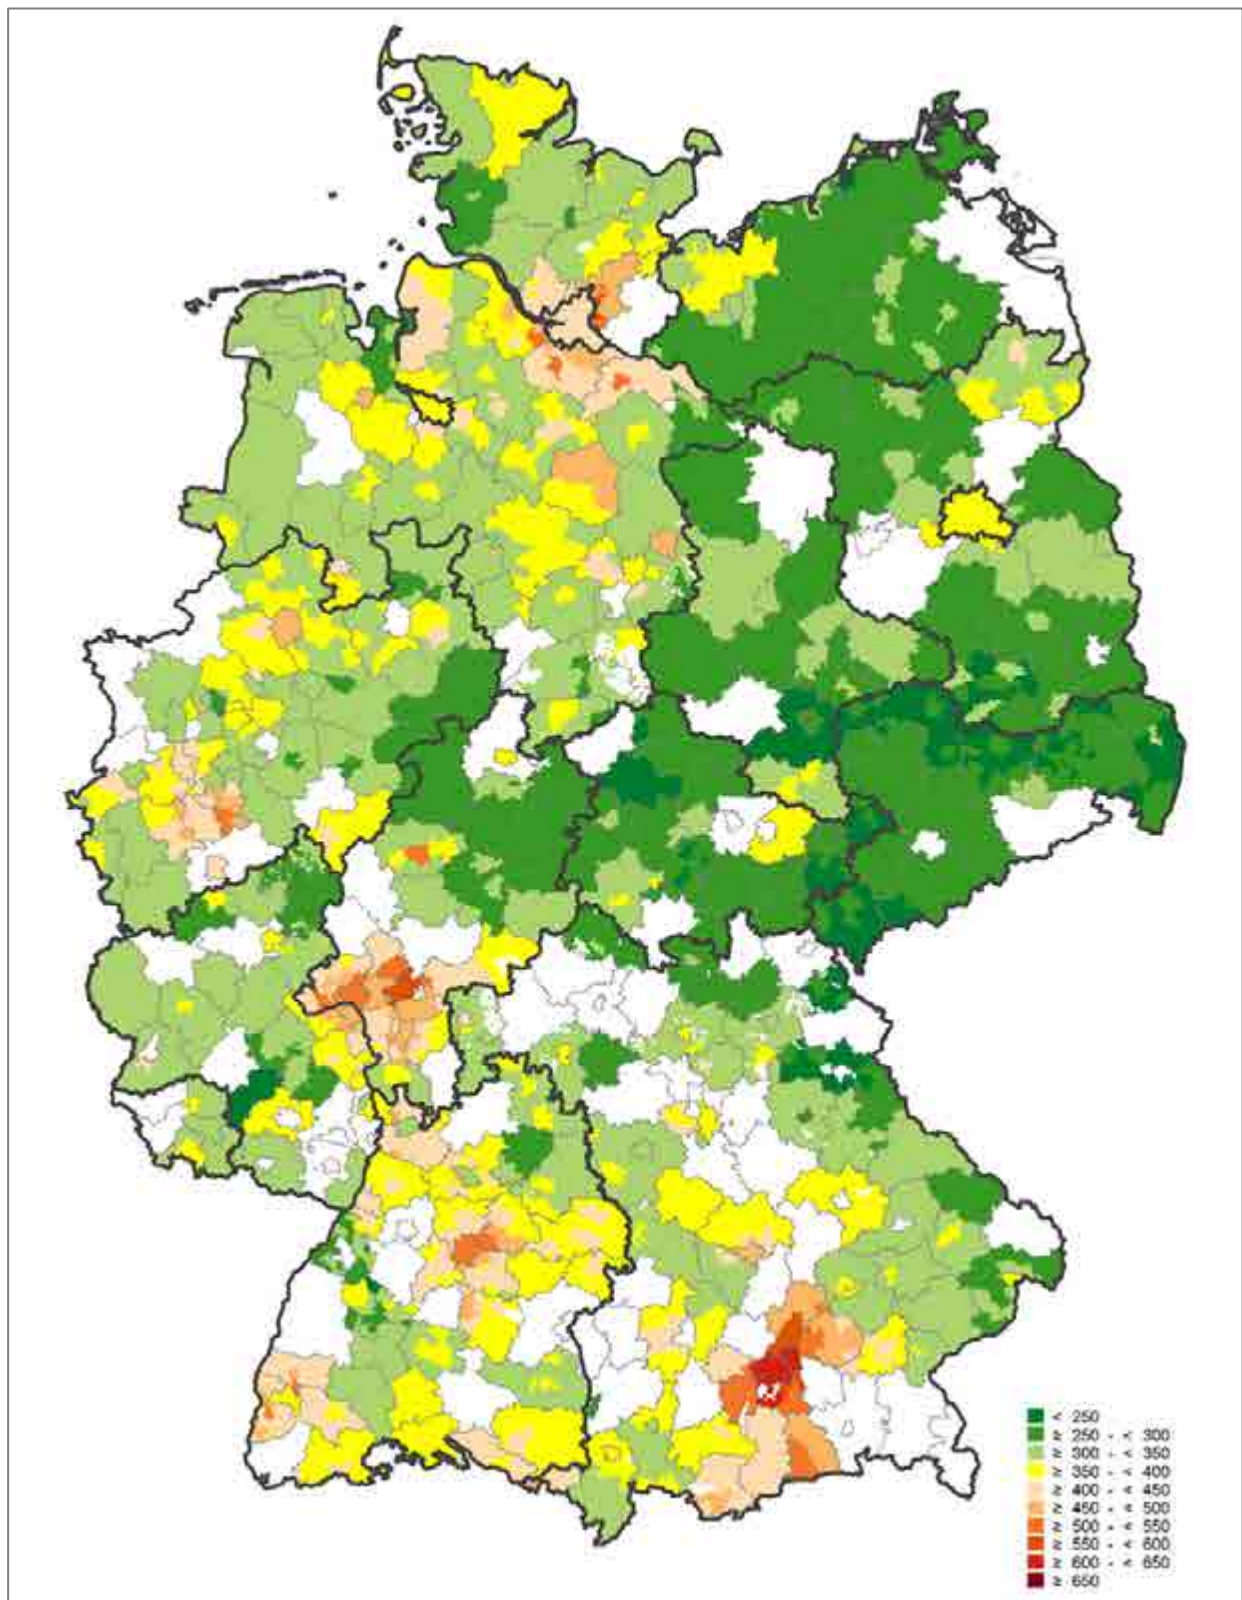 < 250
≥ 250 - < 300
≥ 300 - < 350
≥ 350 - < 400
≥ 400 - < 450
≥ 450 - < 500
≥ 500 - < 550
≥ 550 - < 600
≥ 600 - < 650
≥ 650